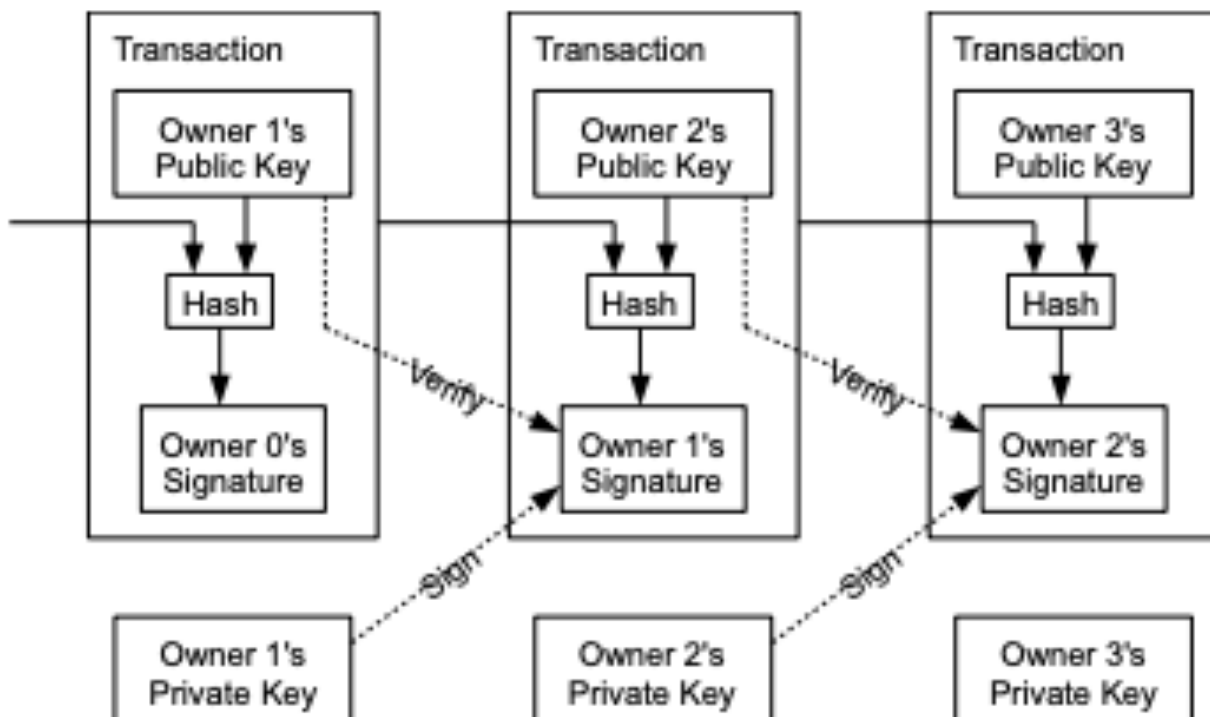 Transaction
Owner 1's
Public Key
Hash
Owner 0's
Signature
Transaction
Owner 2's
Public Key
Hash
Verify
Owner 1's
Signature
Sign
Transaction
Owner 3's
Public Key
Hash
Verify
Owner 2's
Signature
Sign
Owner 1's
Private Key
Owner 2's
Private Key
Owner 3's
Private Key